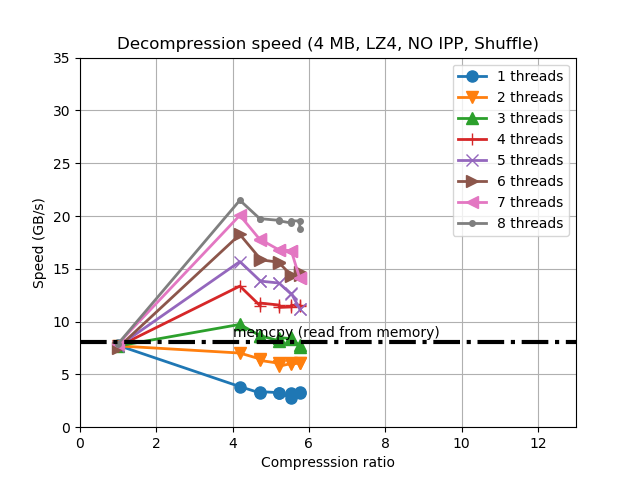 Decompression speed (4 MB, LZ4, NO IPP, Shuffle)
35
30
25
20
15
10
5
0
Speed (GB/s)
1 threads
2 threads
3 threads
4 threads
5 threads
6 threads
7 threads
8 threads
memcpy (read from memory)
0 2 4 6 8 10 12
Compresssion ratio